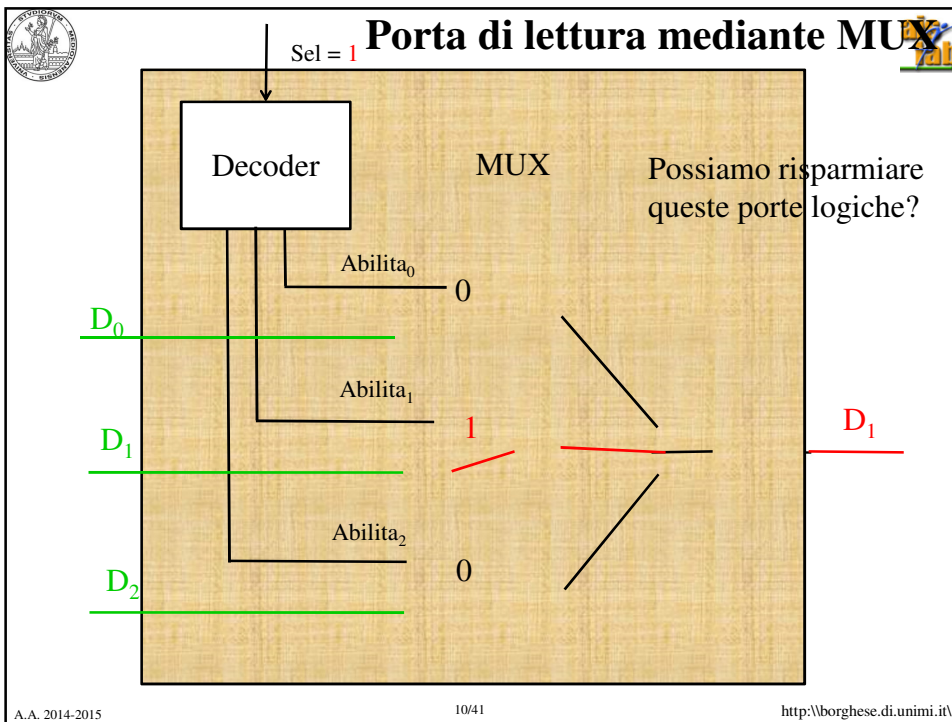 Porta di lettura mediante MUX
Sel = 1
Decoder
MUX
Possiamo risparmiare
queste porte logiche?
Abilita₀
0
D₀
Abilita₁
1
D₁
D₁
Abilita₂
0
D₂
A.A. 2014-2015
10/41
http:\\borghese.di.unimi.it\